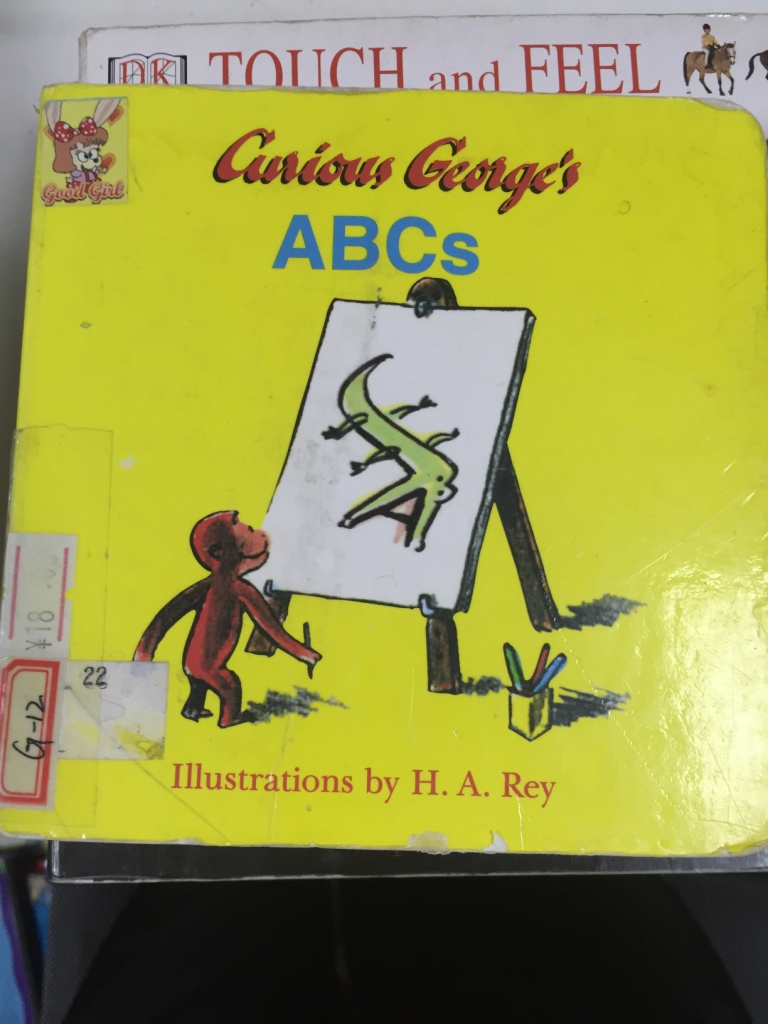 DK TOUCH and FEEL
Good Girl
Curious George's
ABCs
¥18
22
G-12
Illustrations by H. A. Rey